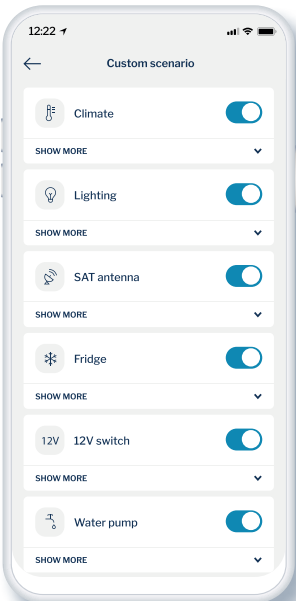 12:22
Custom scenario
Climate
SHOW MORE
Lighting
SHOW MORE
SAT antenna
SHOW MORE
Fridge
SHOW MORE
12V 12V switch
SHOW MORE
Water pump
SHOW MORE